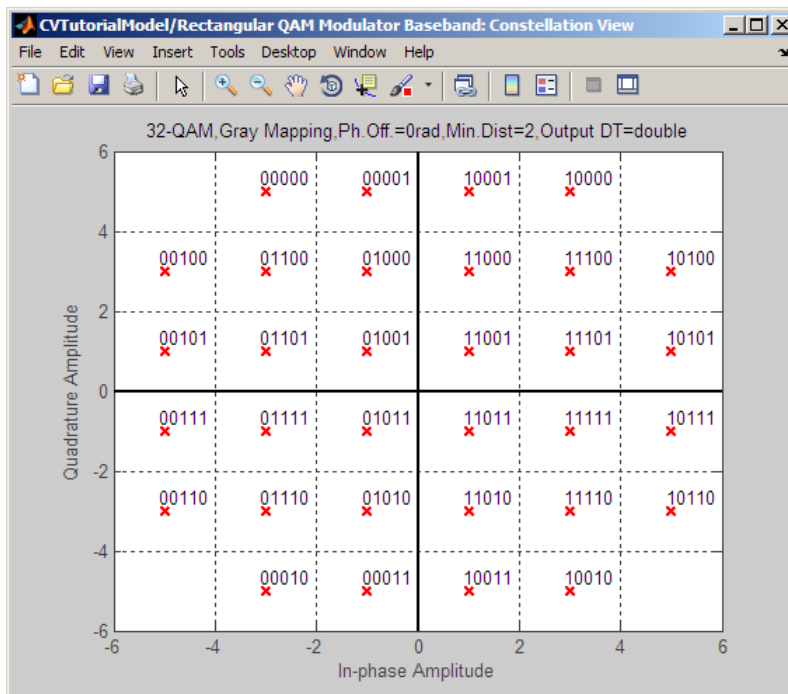 CVTutorialModel/Rectangular QAM Modulator Baseband: Constellation View
File Edit View Insert Tools Desktop Window Help
32-QAM,Gray Mapping,Ph.Off.=0rad,Min.Dist=2,Output DT=double
6
00000 00001 10001 10000
4
00100 01100 01000 11000 11100 10100
2
00101 01101 01001 11001 11101 10101
0
00111 01111 01011 11011 11111 10111
-2
00110 01110 01010 11010 11110 10110
-4
00010 00011 10011 10010
-6
-6 -4 -2 0 2 4 6
In-phase Amplitude
Quadrature Amplitude